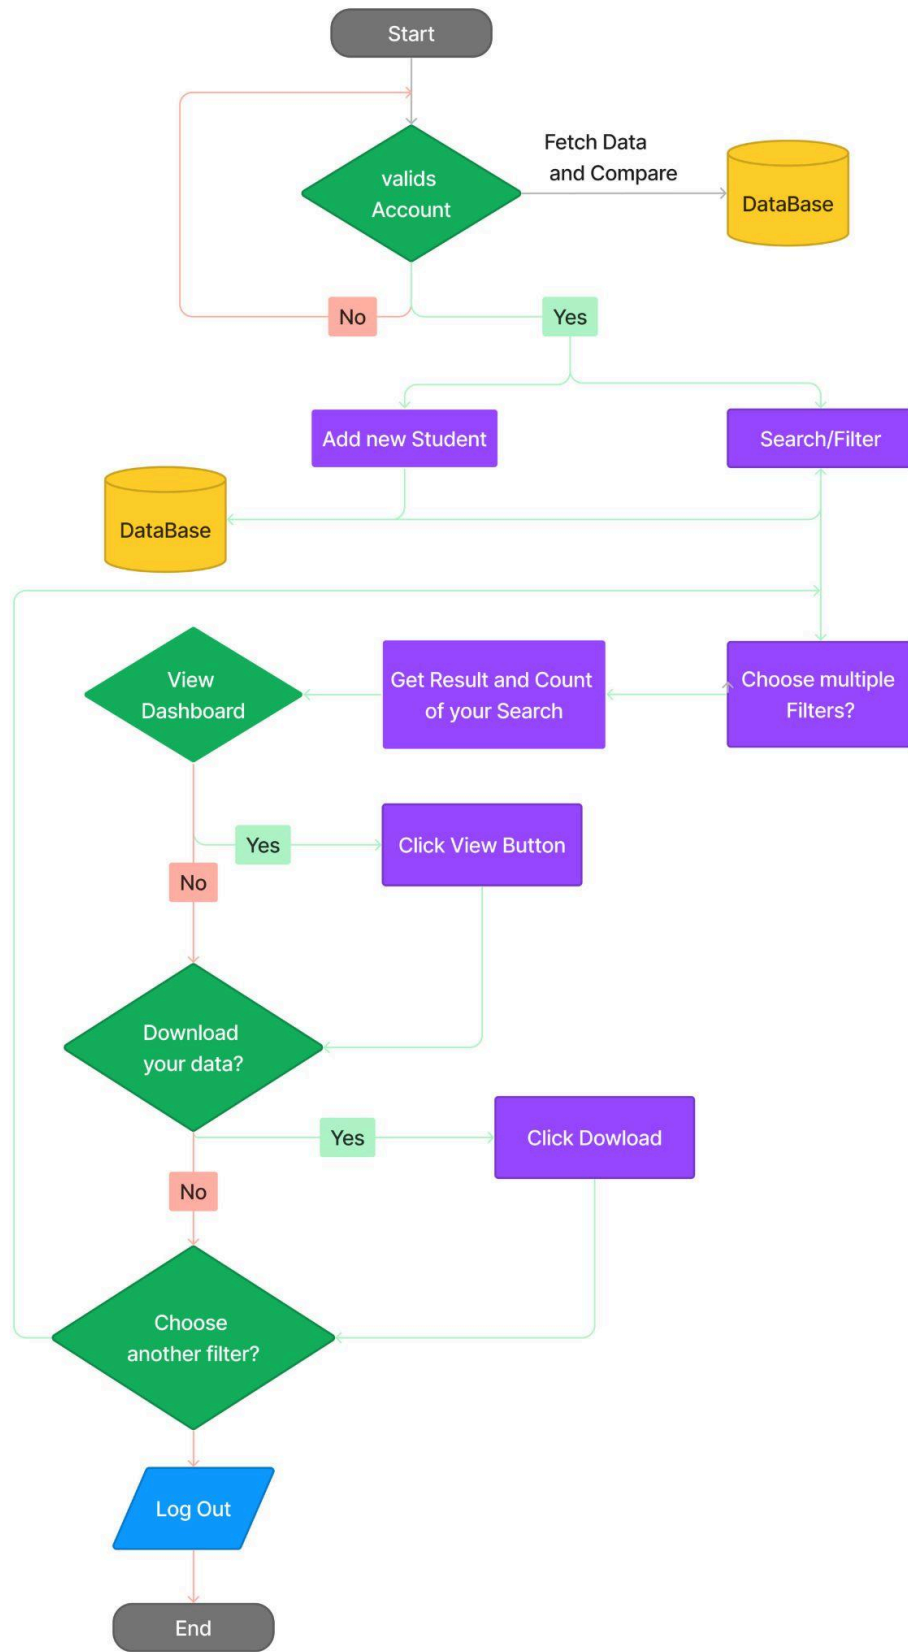 Start
Fetch Data
and Compare
valids
Account
DataBase
No
Yes
Add new Student
Search/Filter
DataBase
View
Dashboard
Get Result and Count
of your Search
Choose multiple
Filters?
Yes
Click View Button
No
Download
your data?
Yes
Click Dowload
No
Choose
another filter?
Log Out
End